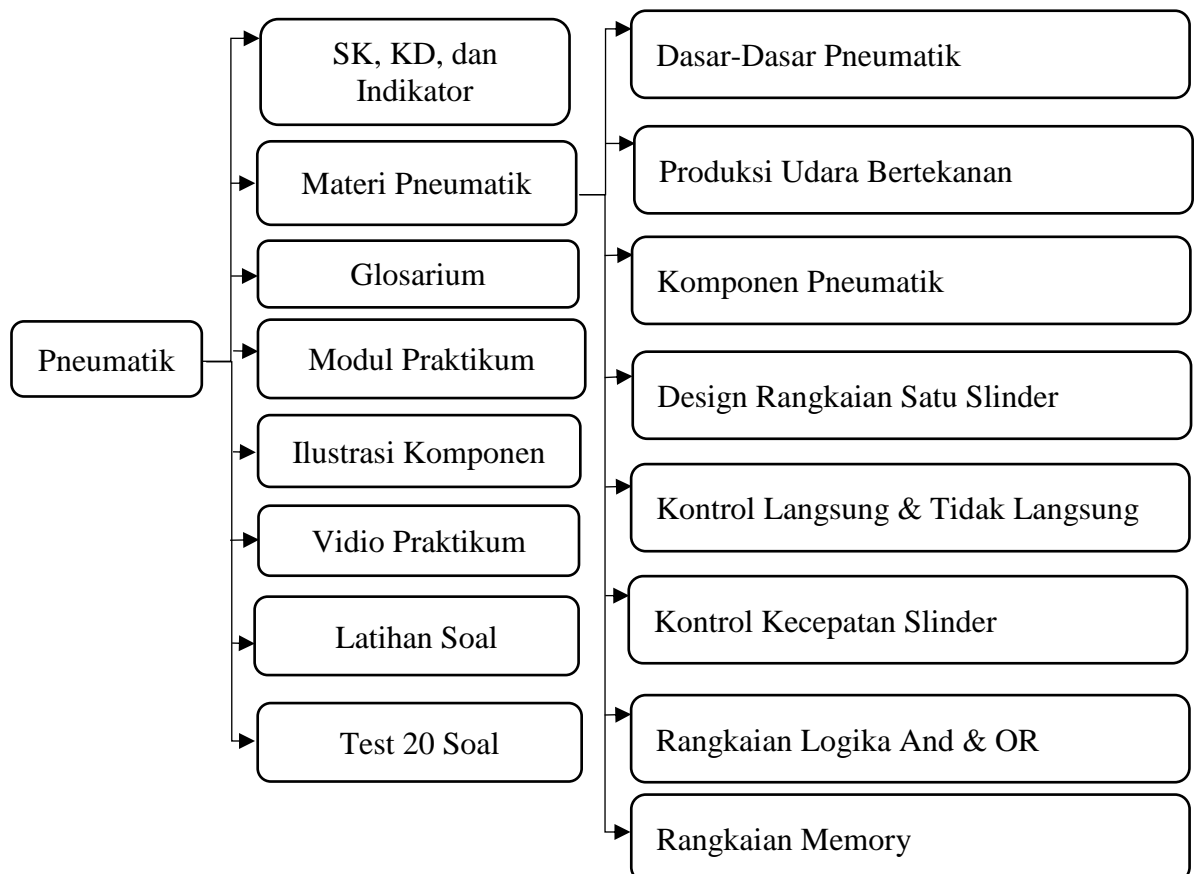 Pneumatik
SK, KD, dan
Indikator
Materi Pneumatik
Glosarium
Modul Praktikum
Ilustrasi Komponen
Vidio Praktikum
Latihan Soal
Test 20 Soal
Dasar-Dasar Pneumatik
Produksi Udara Bertekanan
Komponen Pneumatik
Design Rangkaian Satu Slinder
Kontrol Langsung & Tidak Langsung
Kontrol Kecepatan Slinder
Rangkaian Logika And & OR
Rangkaian Memory